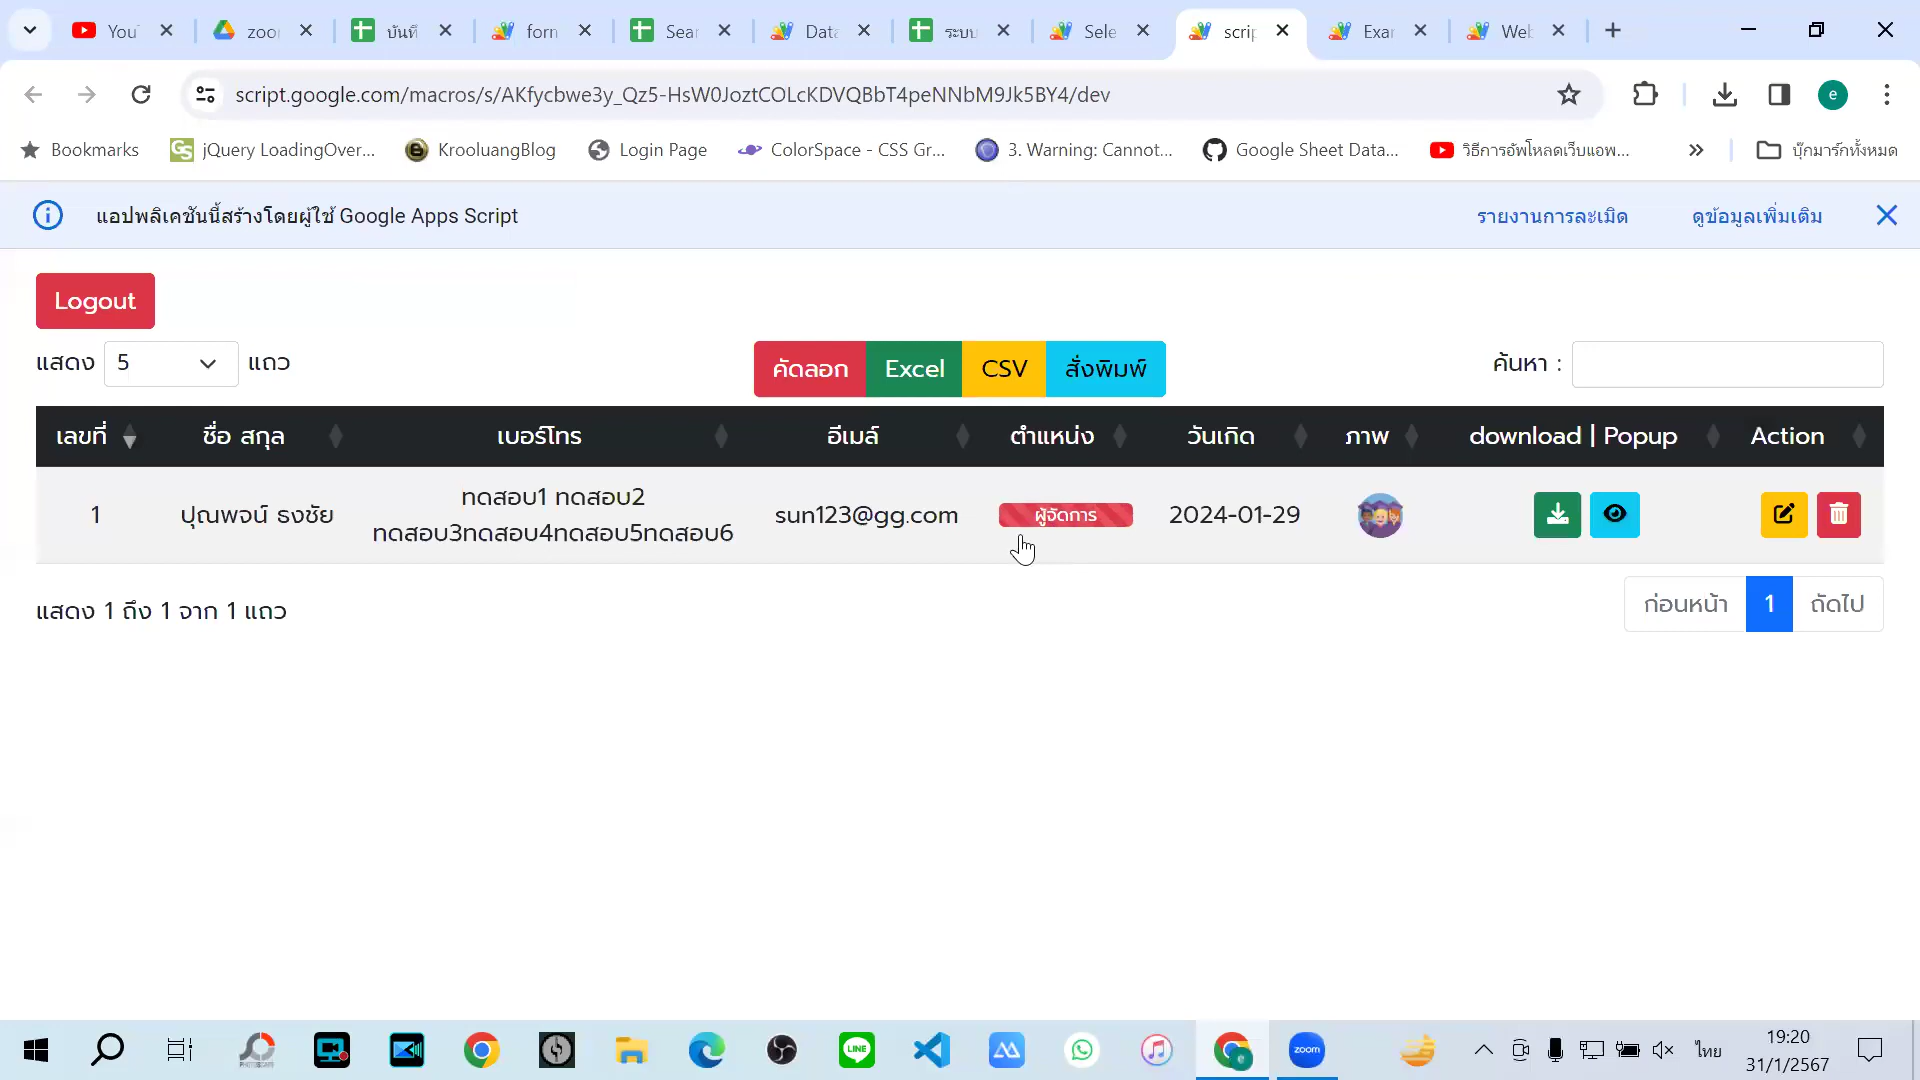 You
zoo
บันที
forn
Sear
Data
ระบบ
Sele
scrip
Exar
Web
script.google.com/macros/s/AKfycbwe3y_Qz5-HsW0JoztCOLcKDVQBbT4peNNbM9Jk5BY4/dev
e
Bookmarks
jQuery LoadingOver...
KrooluangBlog
Login Page
ColorSpace - CSS Gr...
3. Warning: Cannot...
Google Sheet Data...
วิธีการอัพโหลดเว็บแอพ...
บุ๊กมาร์กทั้งหมด
แอปพลิเคชันนี้สร้างโดยผู้ใช้ Google Apps Script
รายงานการละเมิด
ดูข้อมูลเพิ่มเติม
Logout
แสดง 5 แถว
คัดลอก Excel CSV สั่งพิมพ์
ค้นหา :
เลขที่ ชื่อ สกุล เบอร์โทร อีเมล์ ตำแหน่ง วันเกิด ภาพ download | Popup Action
1 ปุณพจน์ ธงชัย
ทดสอบ1 ทดสอบ2
ทดสอบ3ทดสอบ4ทดสอบ5ทดสอบ6
sun123@gg.com ผู้จัดการ 2024-01-29
แสดง 1 ถึง 1 จาก 1 แถว
ก่อนหน้า 1 ถัดไป
LINE
zoom
ไทย
19:20
31/1/2567